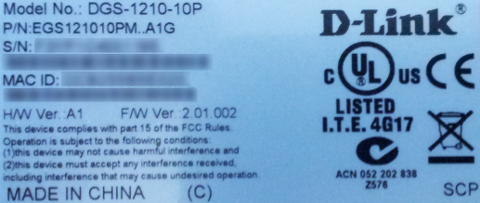 Model No.: DGS-1210-10P
P/N:EGS121010PM..A1G
S/N:
MAC ID:
H/W Ver.:A1 F/W Ver.:2.01.002
This device complies with part 15 of the FCC Rules.
Operation is subject to the following conditions:
(1)this device may not cause harmful interference and
(2)this device must accept any interference received,
including interference that may cause undesired operation.
MADE IN CHINA (C)
D-Link®
C UL US CE
LISTED
I.T.E. 4G17
ACN 052 202 838
Z576
SCP